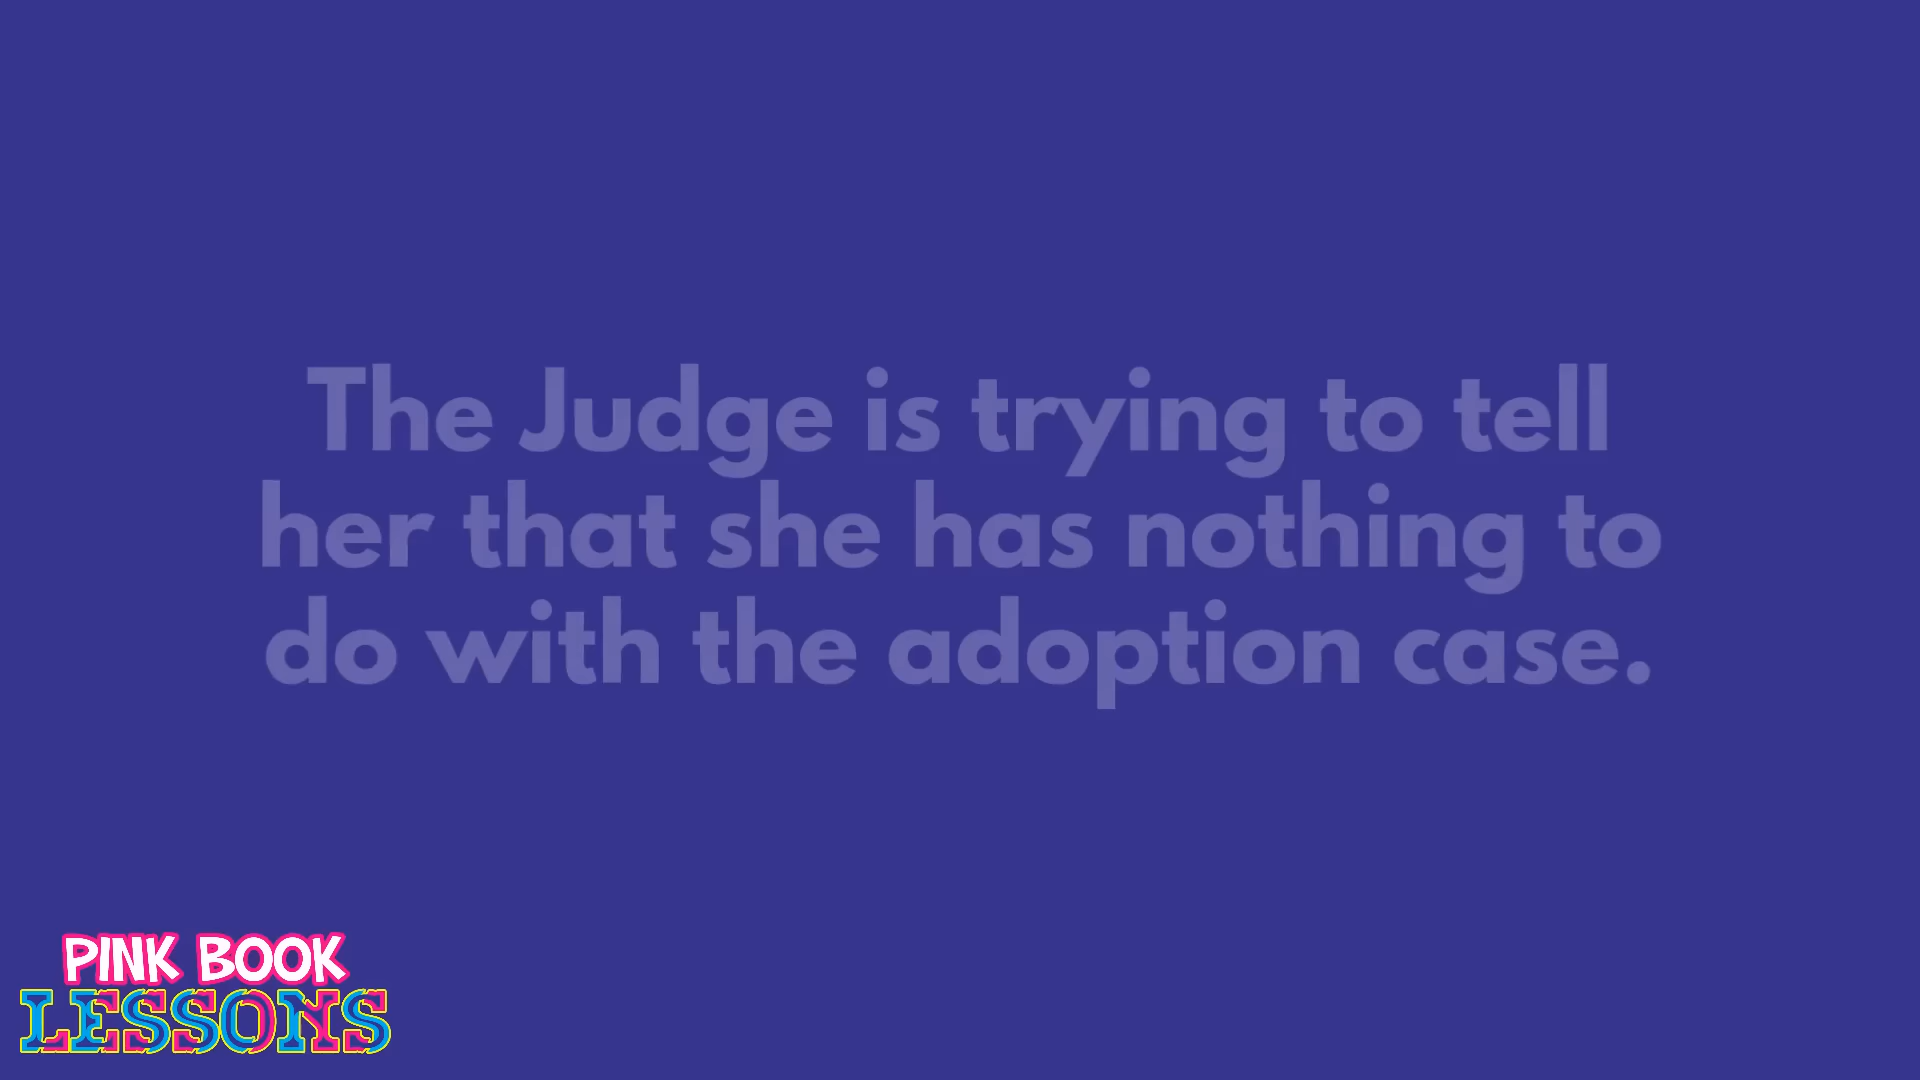 The Judge is trying to tell
her that she has nothing to
do with the adoption case.
PINK BOOK
LESSONS